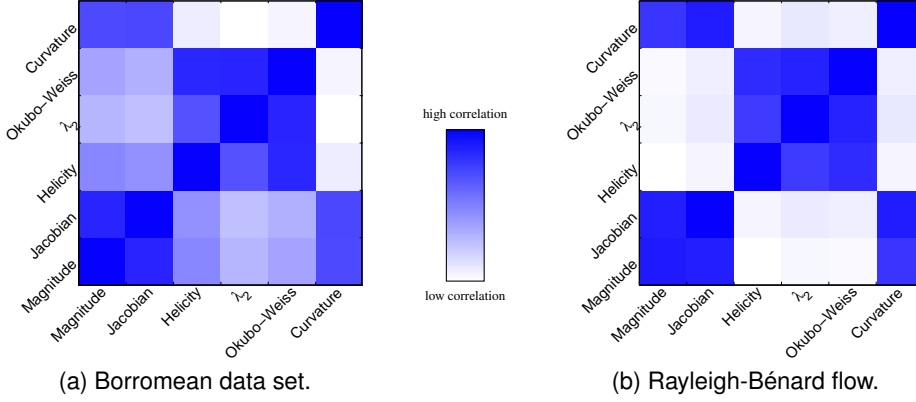 Curvature
Okubo−Weiss
λ2
Helicity
Jacobian
Magnitude
Magnitude
Jacobian
Helicity
λ2
Okubo−Weiss
Curvature
(a) Borromean data set.
high correlation
low correlation
Curvature
Okubo−Weiss
λ2
Helicity
Jacobian
Magnitude
Magnitude
Jacobian
Helicity
λ2
Okubo−Weiss
Curvature
(b) Rayleigh-Bénard flow.